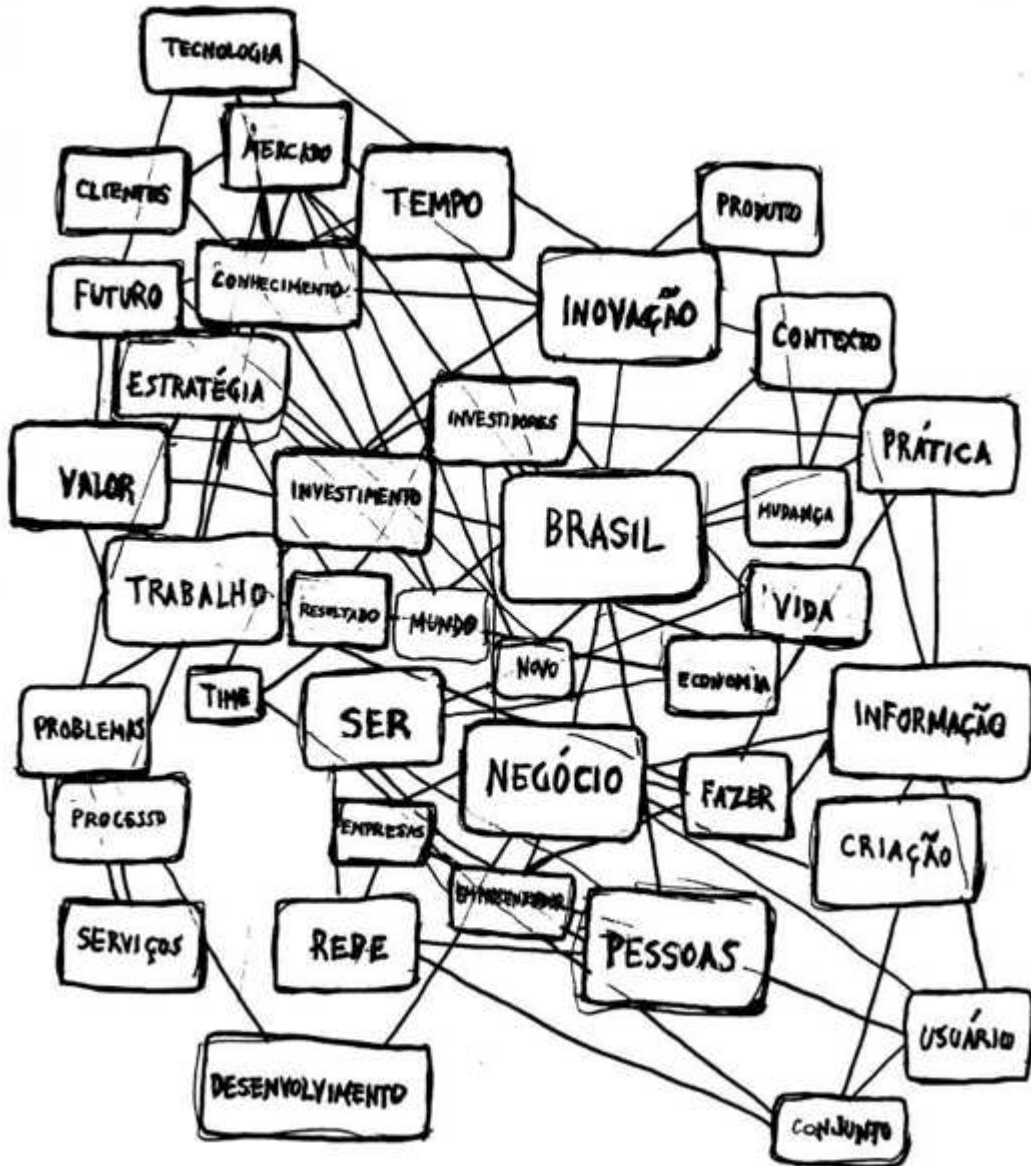 TECNOLOGIA
MERCADO
CLIENTES
TEMPO
PRODUTO
FUTURO
CONHECIMENTO
INOVAÇÃO
CONTEXTO
ESTRATÉGIA
INVESTIDORES
PRÁTICA
VALOR
INVESTIMENTO
BRASIL
MUDANÇA
TRABALHO
RESULTADO
MUNDO
VIDA
NOVO
ECONOMIA
TIME
SER
PROBLEMAS
INFORMAÇÃO
NEGÓCIO
FAZER
PROCESSO
EMPRESAS
CRIAÇÃO
EMPREENDEDOR
SERVIÇOS
REDE
PESSOAS
USUÁRIO
DESENVOLVIMENTO
CONJUNTO